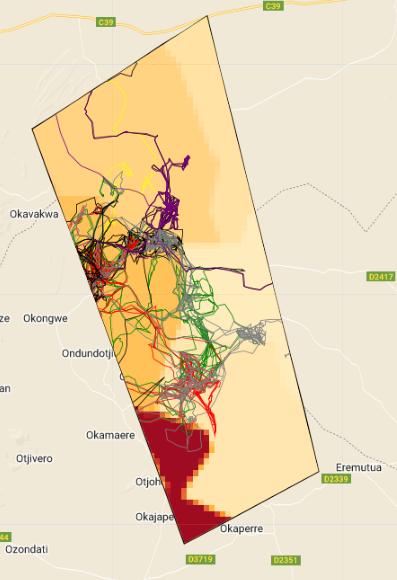 C39
C39
Okavakwa
D2417
ze
Okongwe
Ondundotji
an
Okamaere
Otjivero
Eremutua
Otjoh
D2339
Okajape
Okaperre
44
Ozondati
D3719
D2351